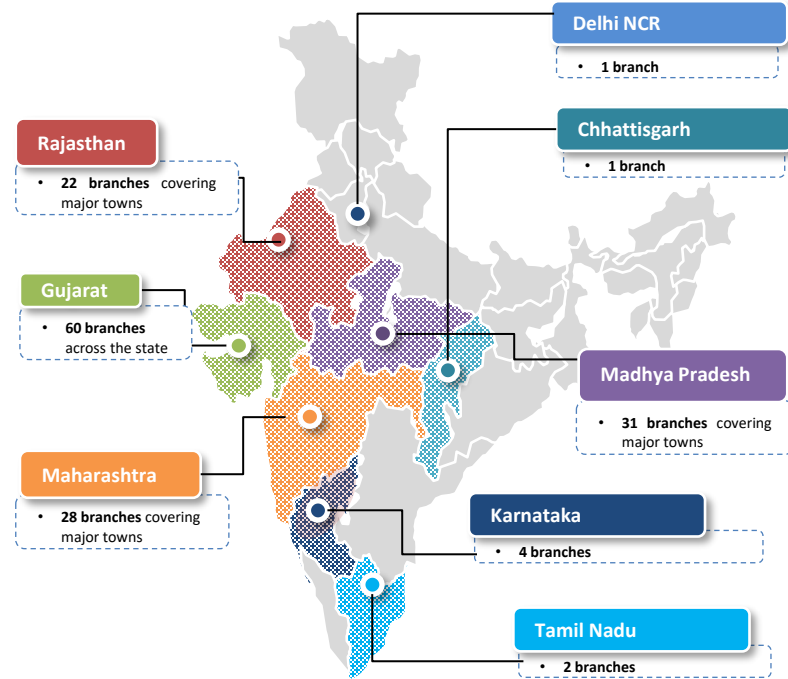 Delhi NCR
• 1 branch
Chhattisgarh
• 1 branch
Rajasthan
• 22 branches covering
major towns
Gujarat
• 60 branches
across the state
Madhya Pradesh
• 31 branches covering
major towns
Maharashtra
• 28 branches covering
major towns
Karnataka
• 4 branches
Tamil Nadu
• 2 branches